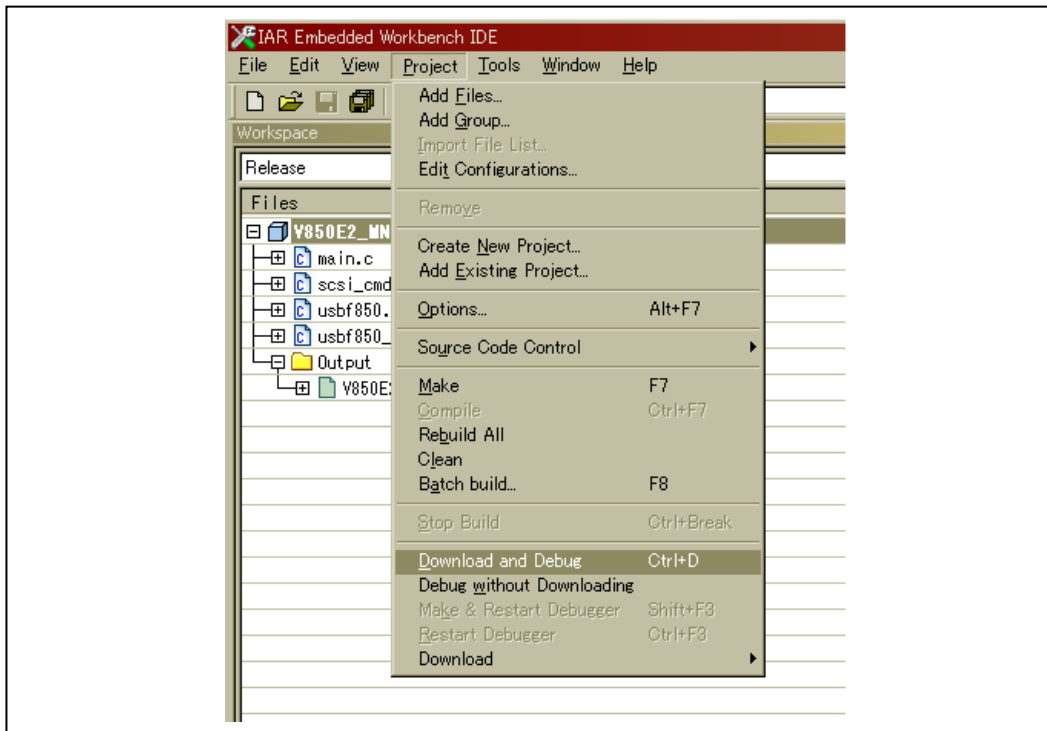 IAR Embedded Workbench IDE
File Edit View Project Tools Window Help
Workspace
Release
Files
V850E2_MN
main.c
scsi_cmd
usbf850.
usbf850_
Output
V850E2
Add Files...
Add Group...
Import File List...
Edit Configurations...
Remove
Create New Project...
Add Existing Project...
Options... Alt+F7
Source Code Control
Make F7
Compile Ctrl+F7
Rebuild All
Clean
Batch build... F8
Stop Build Ctrl+Break
Download and Debug Ctrl+D
Debug without Downloading
Make & Restart Debugger Shift+F3
Restart Debugger Ctrl+F3
Download